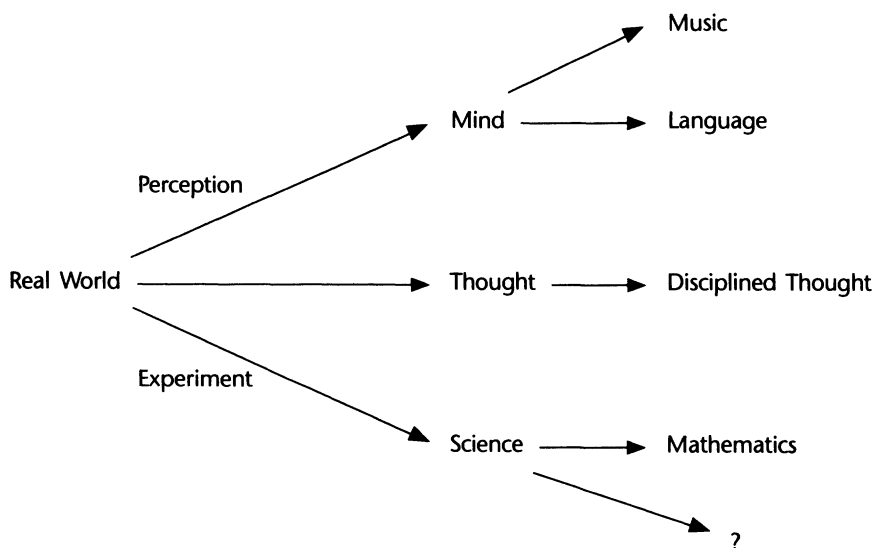 Music
Mind
Language
Perception
Real World
Thought
Disciplined Thought
Experiment
Science
Mathematics
?